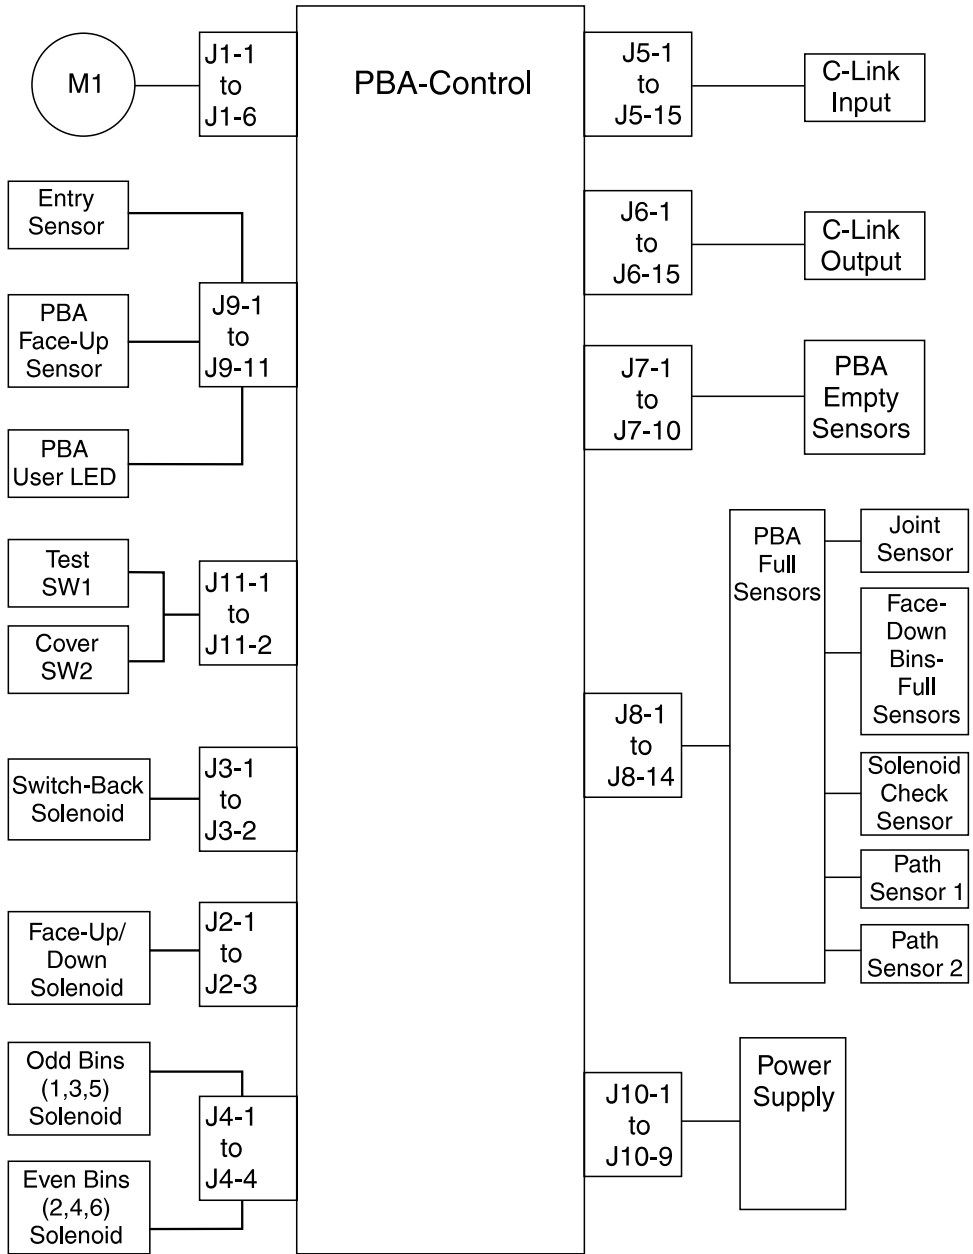 PBA-Control
M1
J1-1
to
J1-6
Entry
Sensor
PBA
Face-Up
Sensor
PBA
User LED
J9-1
to
J9-11
Test
SW1
Cover
SW2
J11-1
to
J11-2
Switch-Back
Solenoid
J3-1
to
J3-2
Face-Up/
Down
Solenoid
J2-1
to
J2-3
Odd Bins
(1,3,5)
Solenoid
Even Bins
(2,4,6)
Solenoid
J4-1
to
J4-4
J5-1
to
J5-15
C-Link
Input
J6-1
to
J6-15
C-Link
Output
J7-1
to
J7-10
PBA
Empty
Sensors
J8-1
to
J8-14
PBA
Full
Sensors
Joint
Sensor
Face-
Down
Bins-
Full
Sensors
Solenoid
Check
Sensor
Path
Sensor 1
Path
Sensor 2
J10-1
to
J10-9
Power
Supply